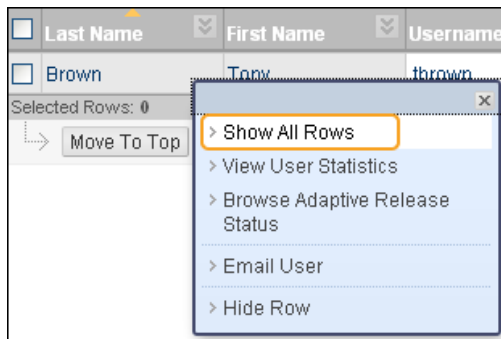 Last Name First Name Username
Brown Tony thrown
Selected Rows: 0
Move To Top
> Show All Rows
> View User Statistics
> Browse Adaptive Release
Status
> Email User
> Hide Row